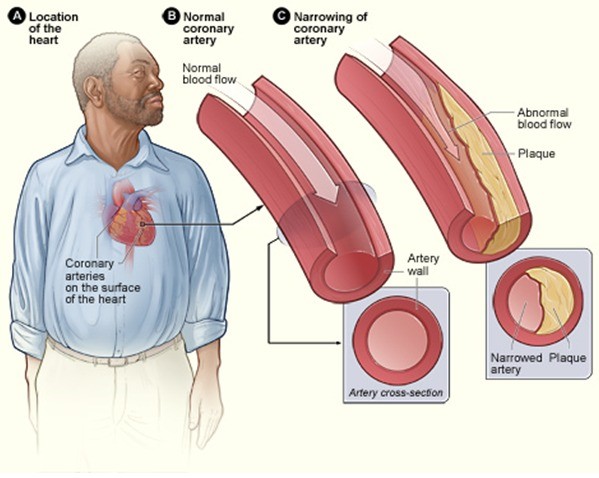 A Location
of the
heart
B Normal
coronary
artery
C Narrowing of
coronary
artery
Normal
blood flow
Abnormal
blood flow
Plaque
Coronary
arteries
on the surface
of the heart
Artery
wall
Artery cross-section
Narrowed
artery
Plaque